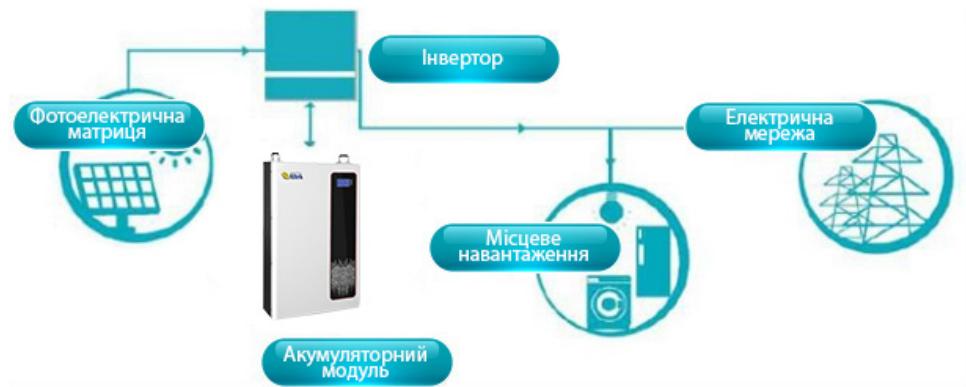 Інвертор
Фотоелектрична
матриця
Електрична
мережа
Місцеве
навантаження
Акумуляторний
модуль